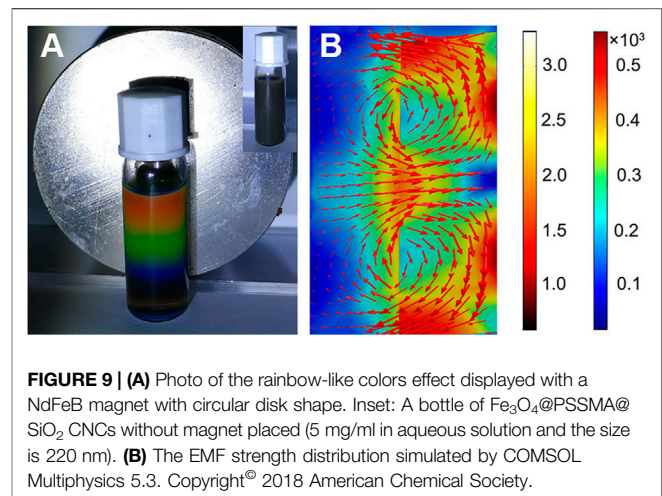 A
B
×10³
3.0
0.5
2.5
0.4
2.0
0.3
1.5
0.2
1.0
0.1
FIGURE 9 | (A) Photo of the rainbow-like colors effect displayed with a
NdFeB magnet with circular disk shape. Inset: A bottle of Fe₃O₄@PSSMA@
SiO₂ CNCs without magnet placed (5 mg/ml in aqueous solution and the size
is 220 nm). (B) The EMF strength distribution simulated by COMSOL
Multiphysics 5.3. Copyright© 2018 American Chemical Society.